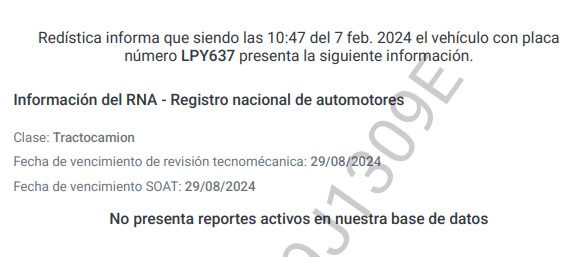 Redística informa que siendo las 10:47 del 7 feb. 2024 el vehículo con placa
número LPY637 presenta la siguiente información.
Información del RNA - Registro nacional de automotores
Clase: Tractocamion
Fecha de vencimiento de revisión tecnomécanica: 29/08/2024
Fecha de vencimiento SOAT: 29/08/2024
No presenta reportes activos en nuestra base de datos
J1309E